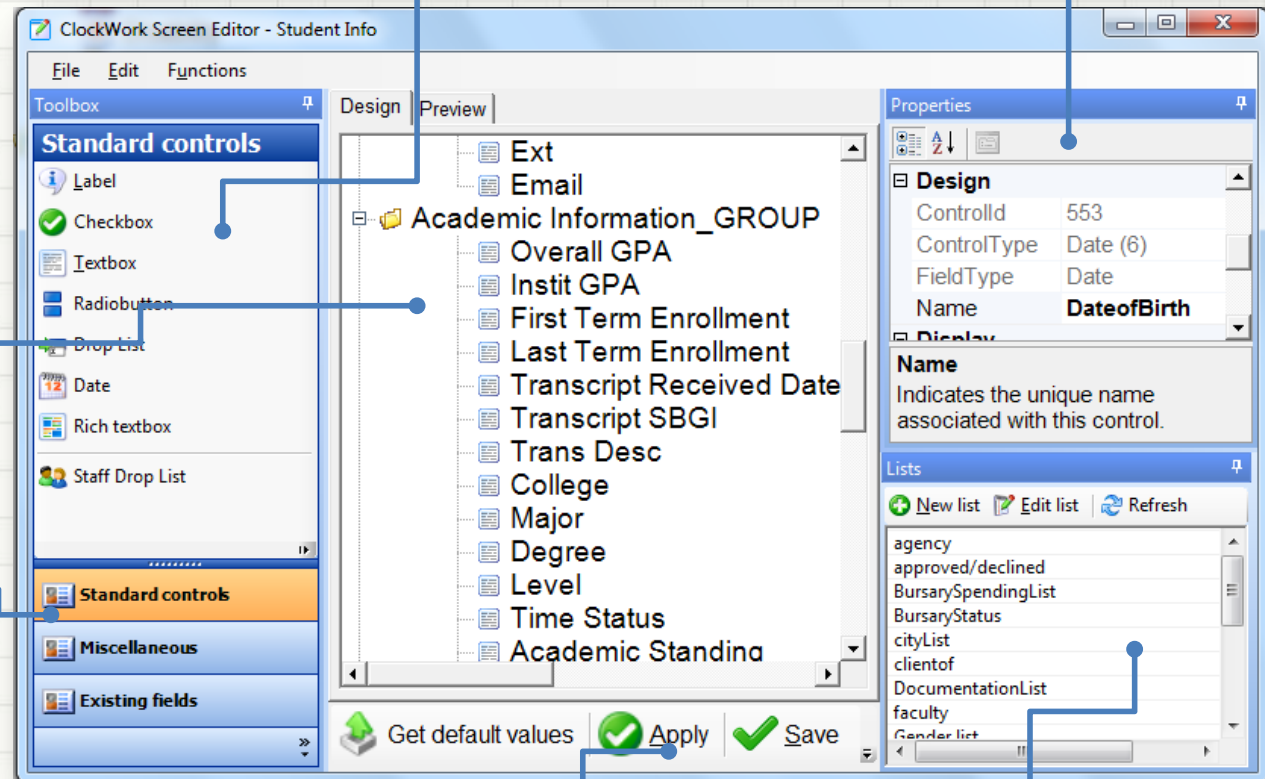 ClockWork Screen Editor - Student Info
File Edit Functions
Toolbox
Standard controls
Label
Checkbox
Textbox
Radiobutton
Drop List
Date
Rich textbox
Staff Drop List
Standard controls
Miscellaneous
Existing fields
Design Preview
Ext
Email
Academic Information_GROUP
Overall GPA
Instit GPA
First Term Enrollment
Last Term Enrollment
Transcript Received Date
Transcript SBGI
Trans Desc
College
Major
Degree
Level
Time Status
Academic Standing
Get default values Apply Save
Properties
Design
ControlId 553
ControlType Date (6)
FieldType Date
Name DateofBirth
Display
Name
Indicates the unique name
associated with this control.
Lists
New list Edit list Refresh
agency
approved/declined
BursarySpendingList
BursaryStatus
cityList
clientof
DocumentationList
faculty
Gender list